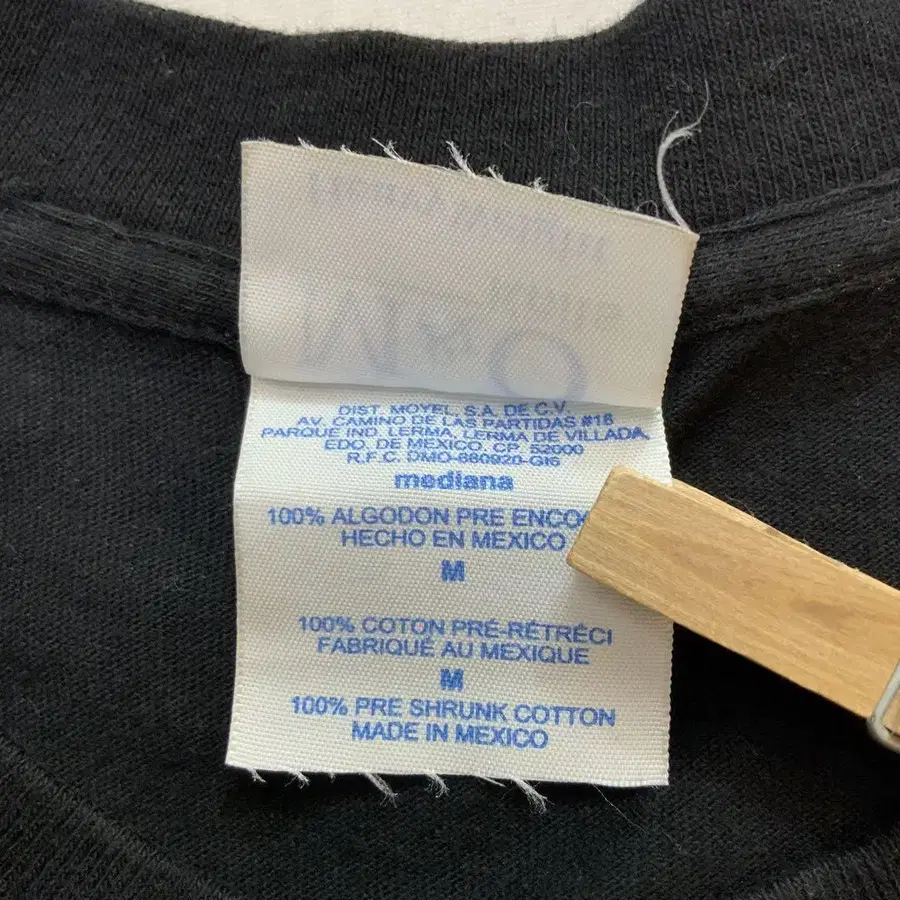 DIST. MOYEL, S.A. DE C.V.
AV. CAMINO DE LAS PARTIDAS #18
PARQUE IND. LERMA, LERMA DE VILLADA,
EDO. DE MEXICO, CP. 52000
R.F.C. DMO-880920-GI6
mediana
100% ALGODON PRE
HECHO EN MEXICO
M
100% COTON PRÉ-RÉTRÉCI
FABRIQUÉ AU MEXIQUE
M
100% PRE SHRUNK COTTON
MADE IN MEXICO